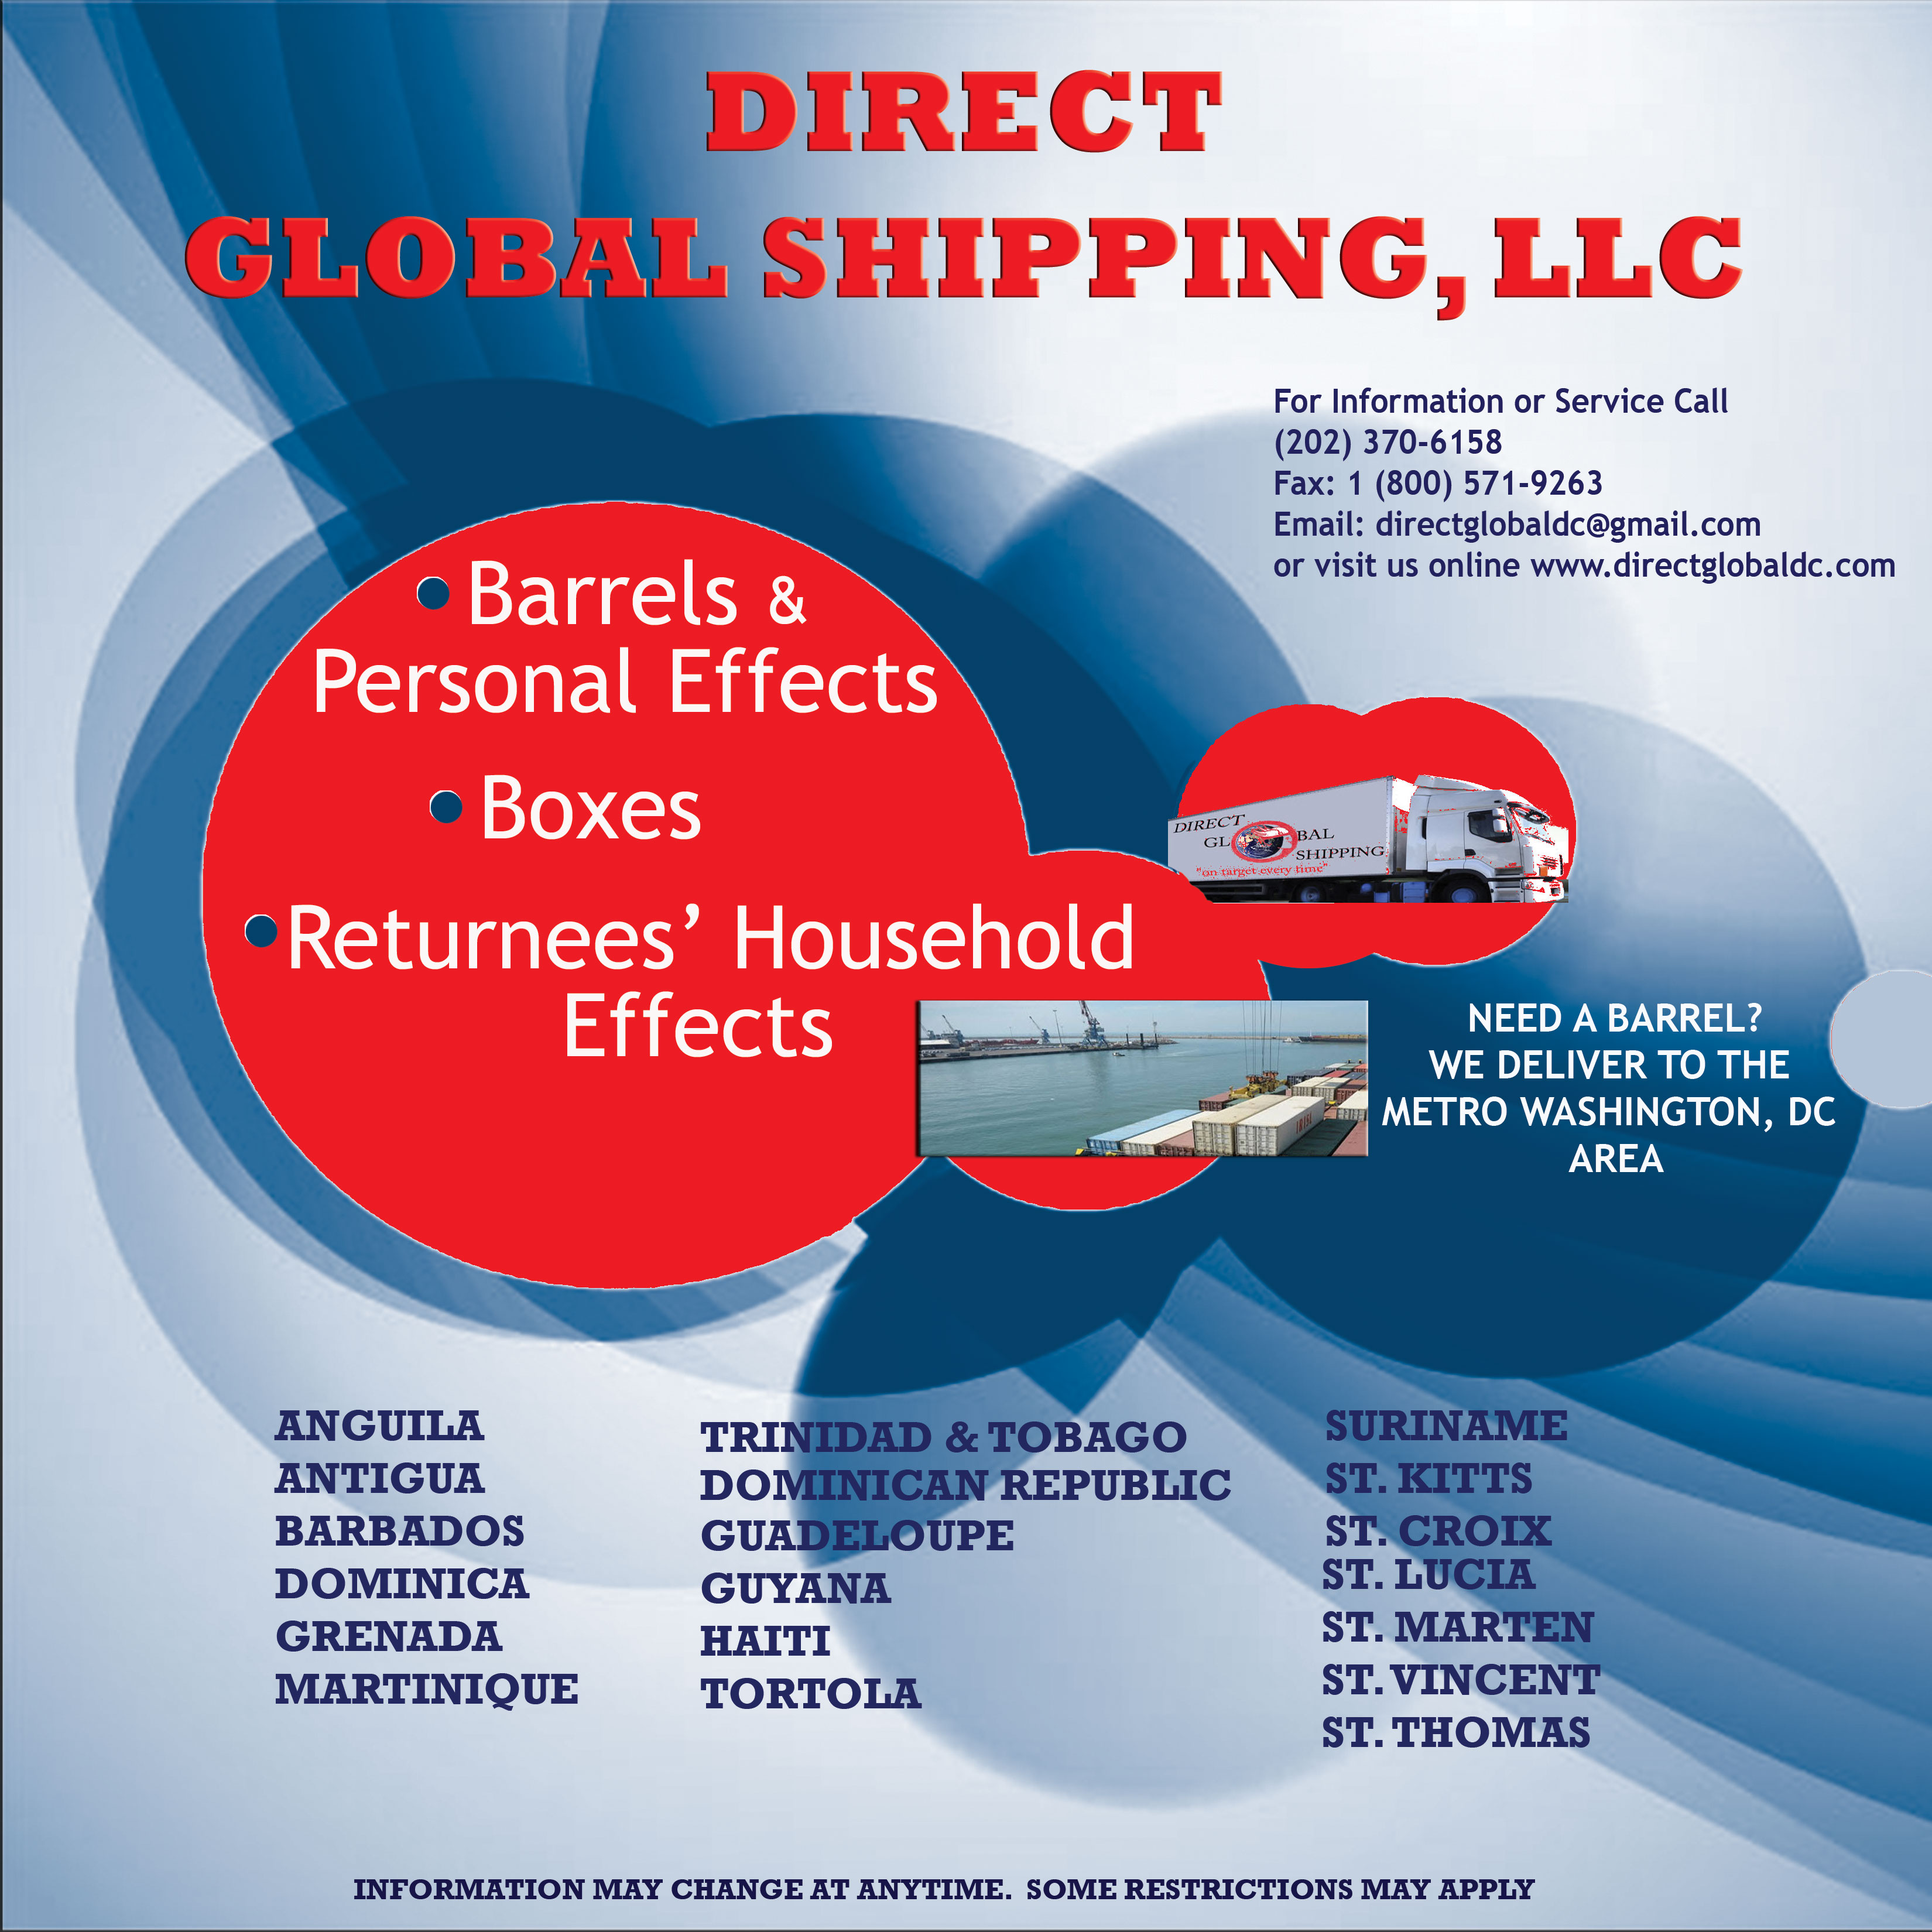 DIRECT
GLOBAL SHIPPING, LLC
For Information or Service Call
(202) 370-6158
Fax: 1 (800) 571-9263
Email: directglobaldc@gmail.com
or visit us online www.directglobaldc.com
• Barrels &
Personal Effects
• Boxes
• Returnees’ Household
Effects
DIRECT
GL BAL
SHIPPING
"on target every time"
NEED A BARREL?
WE DELIVER TO THE
METRO WASHINGTON, DC
AREA
ANGUILA
ANTIGUA
BARBADOS
DOMINICA
GRENADA
MARTINIQUE
TRINIDAD & TOBAGO
DOMINICAN REPUBLIC
GUADELOUPE
GUYANA
HAITI
TORTOLA
SURINAME
ST. KITTS
ST. CROIX
ST. LUCIA
ST. MARTEN
ST. VINCENT
ST. THOMAS
INFORMATION MAY CHANGE AT ANYTIME. SOME RESTRICTIONS MAY APPLY